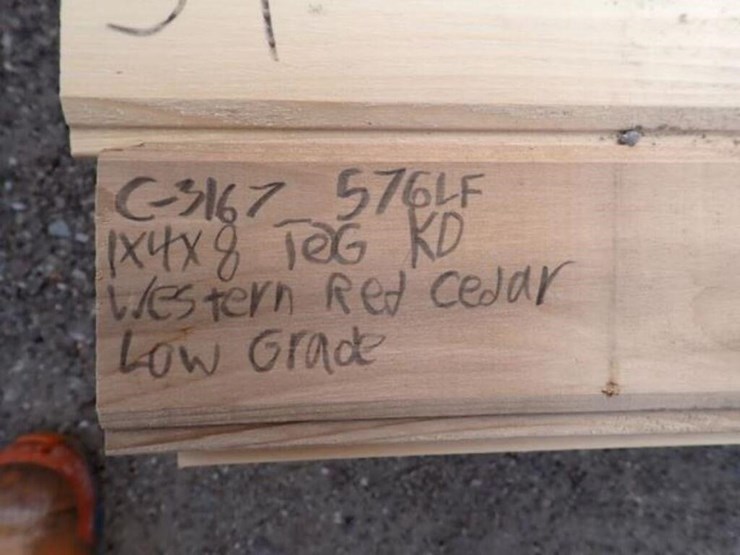 C-3167 576LF
1X4X8 T&G KD
Western Red Cedar
Low Grade